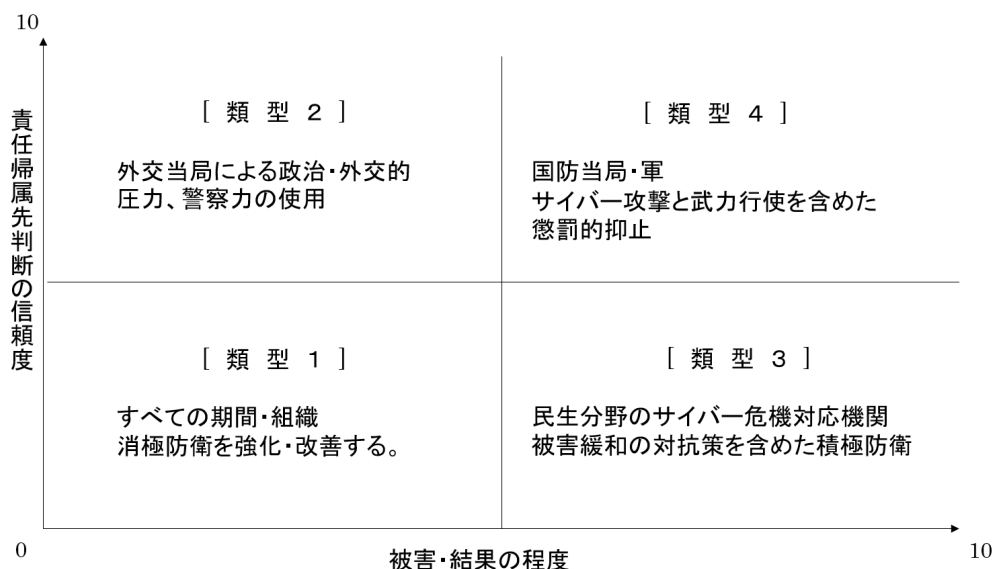 10
責任帰属先判断の信頼度
[ 類 型 2 ]
外交当局による政治・外交的
圧力、警察力の使用
[ 類 型 4 ]
国防当局・軍
サイバー攻撃と武力行使を含めた
懲罰的抑止
[ 類 型 1 ]
すべての期間・組織
消極防衛を強化・改善する。
[ 類 型 3 ]
民生分野のサイバー危機対応機関
被害緩和の対抗策を含めた積極防衛
0
被害・結果の程度
10